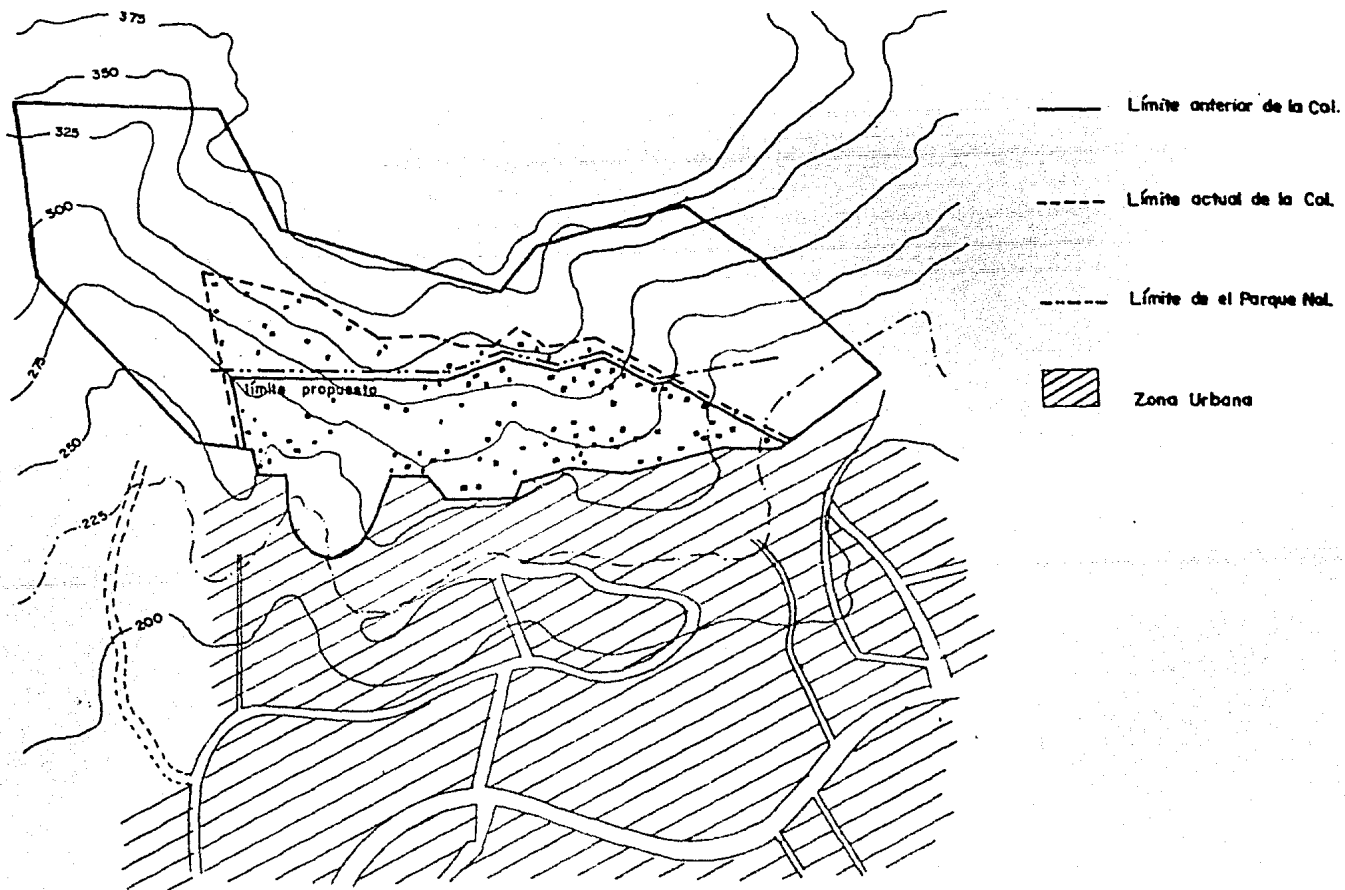 375
350
325
300
275
250
225
200
límite propuesto
Límite anterior de la Col.
Límite actual de la Col.
Límite de el Parque Nal.
Zona Urbana